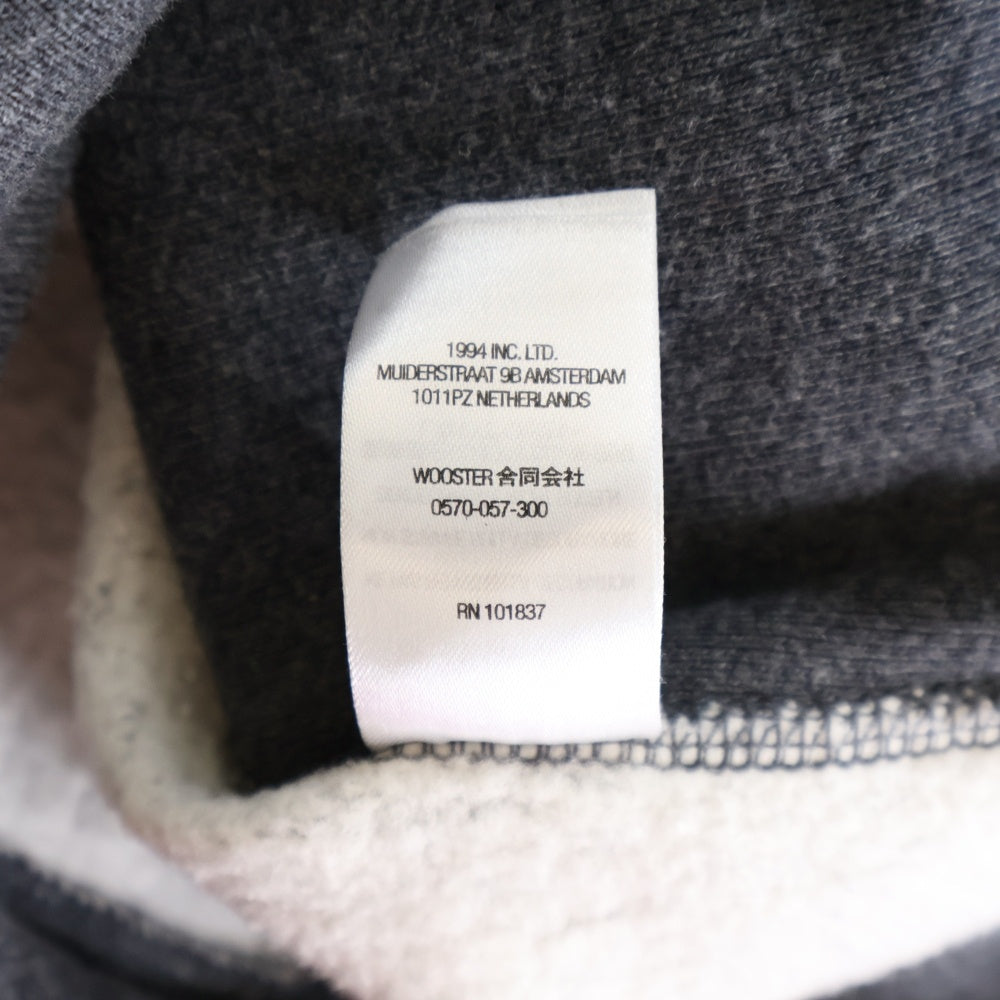 1994 INC. LTD.
MUIDERSTRAAT 9B AMSTERDAM
1011PZ NETHERLANDS
WOOSTER 合同会社
0570-057-300
RN 101837